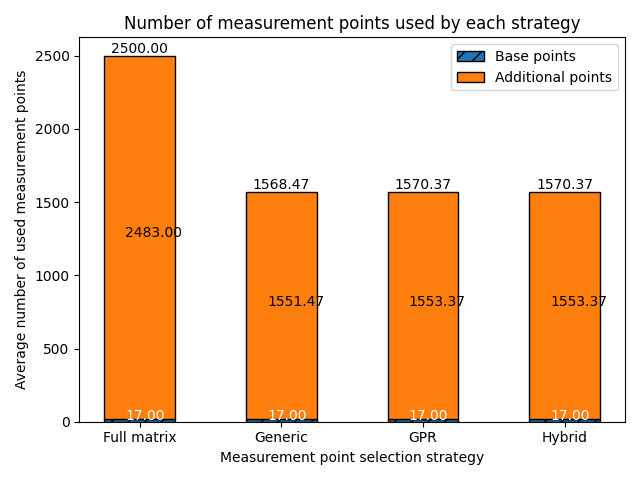 Number of measurement points used by each strategy
Base points
Additional points
Average number of used measurement points
2500
2000
1500
1000
500
0
2500.00
1568.47
1570.37
1570.37
2483.00
1551.47
1553.37
1553.37
17.00
17.00
17.00
17.00
Full matrix
Generic
GPR
Hybrid
Measurement point selection strategy